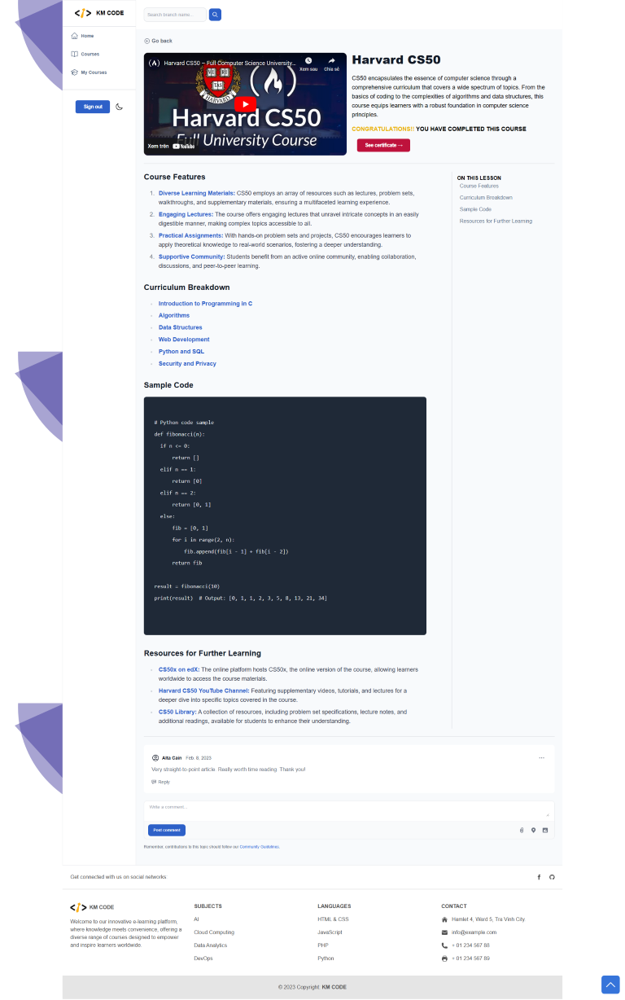 KM CODE
Search branch name...
Home
Courses
My Courses
Sign out
Go back
Harvard CS50 – Full Computer Science University...
Xem sau
Chia sẻ
HARVARD
VE RI TAS
Harvard CS50
Full University Course
Xem trên YouTube
Harvard CS50
CS50 encapsulates the essence of computer science through a
comprehensive curriculum that covers a wide spectrum of topics. From the
basics of coding to the complexities of algorithms and data structures, this
course equips learners with a robust foundation in computer science
principles.
CONGRATULATIONS!! YOU HAVE COMPLETED THIS COURSE
See certificate →
Course Features
1. Diverse Learning Materials: CS50 employs an array of resources such as lectures, problem sets,
walkthroughs, and supplementary materials, ensuring a multifaceted learning experience.
2. Engaging Lectures: The course offers engaging lectures that unravel intricate concepts in an easily
digestible manner, making complex topics accessible to all.
3. Practical Assignments: With hands-on problem sets and projects, CS50 encourages learners to
apply theoretical knowledge to real-world scenarios, fostering a deeper understanding.
4. Supportive Community: Students benefit from an active online community, enabling collaboration,
discussions, and peer-to-peer learning.
ON THIS LESSON
Course Features
Curriculum Breakdown
Sample Code
Resources for Further Learning
Curriculum Breakdown
Introduction to Programming in C
Algorithms
Data Structures
Web Development
Python and SQL
Security and Privacy
Sample Code
# Python code sample
def fibonacci(n):
if n <= 0:
return []
elif n == 1:
return [0]
elif n == 2:
return [0, 1]
else:
fib = [0, 1]
for i in range(2, n):
fib.append(fib[i - 1] + fib[i - 2])
return fib
result = fibonacci(10)
print(result)  # Output: [0, 1, 1, 2, 3, 5, 8, 13, 21, 34]
Resources for Further Learning
CS50x on edX: The online platform hosts CS50x, the online version of the course, allowing learners
worldwide to access the course materials.
Harvard CS50 YouTube Channel: Featuring supplementary videos, tutorials, and lectures for a
deeper dive into specific topics covered in the course.
CS50 Library: A collection of resources, including problem set specifications, lecture notes, and
additional readings, available for students to enhance their understanding.
Alta Cain Feb. 8, 2023
Very straight-to-point article. Really worth time reading. Thank you!
Reply
Write a comment...
Post comment
Remember, contributions to this topic should follow our Community Guidelines.
Get connected with us on social networks
KM CODE
Welcome to our innovative e-learning platform,
where knowledge meets convenience, offering a
diverse range of courses designed to empower
and inspire learners worldwide.
SUBJECTS
AI
Cloud Computing
Data Analytics
DevOps
LANGUAGES
HTML & CSS
JavaScript
PHP
Python
CONTACT
Hamlet 4, Ward 5, Tra Vinh City
info@example.com
+ 01 234 567 88
+ 01 234 567 89
© 2023 Copyright: KM CODE